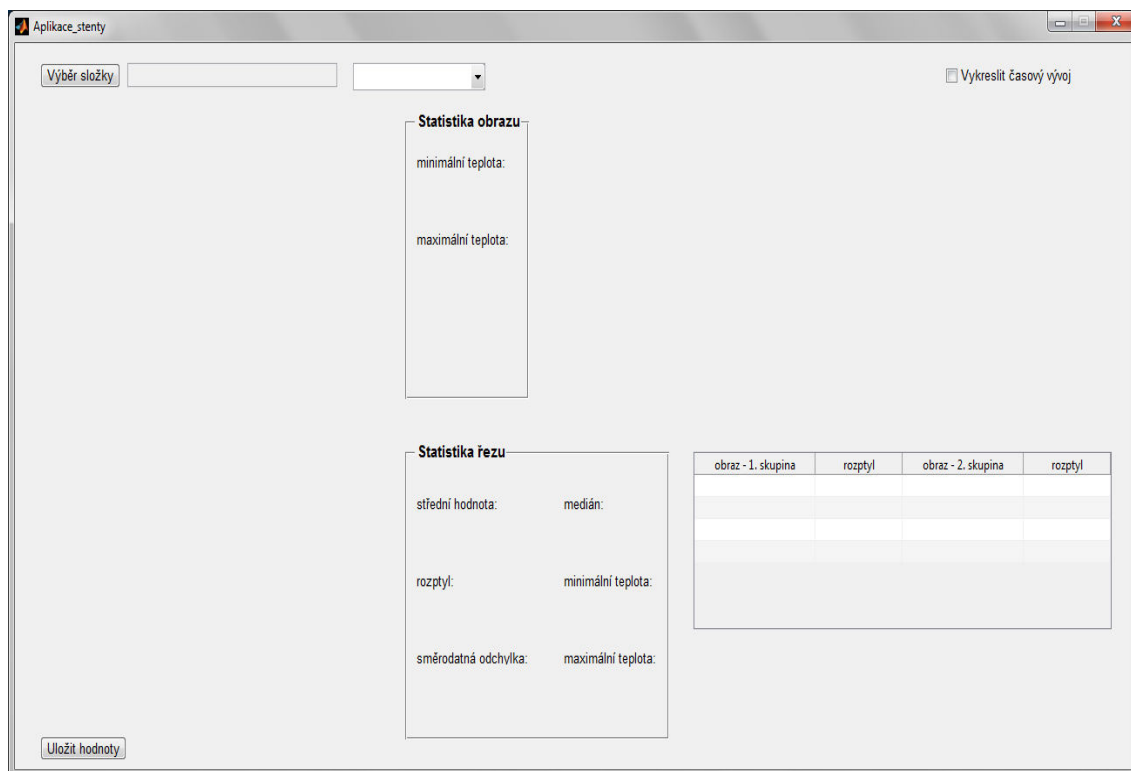 Aplikace_stenty
Výběr složky
Vykreslit časový vývoj
Statistika obrazu
minimální teplota:
maximální teplota:
Statistika řezu
střední hodnota: medián:
rozptyl: minimální teplota:
směrodatná odchylka: maximální teplota:
obraz - 1. skupina rozptyl obraz - 2. skupina rozptyl
Uložit hodnoty